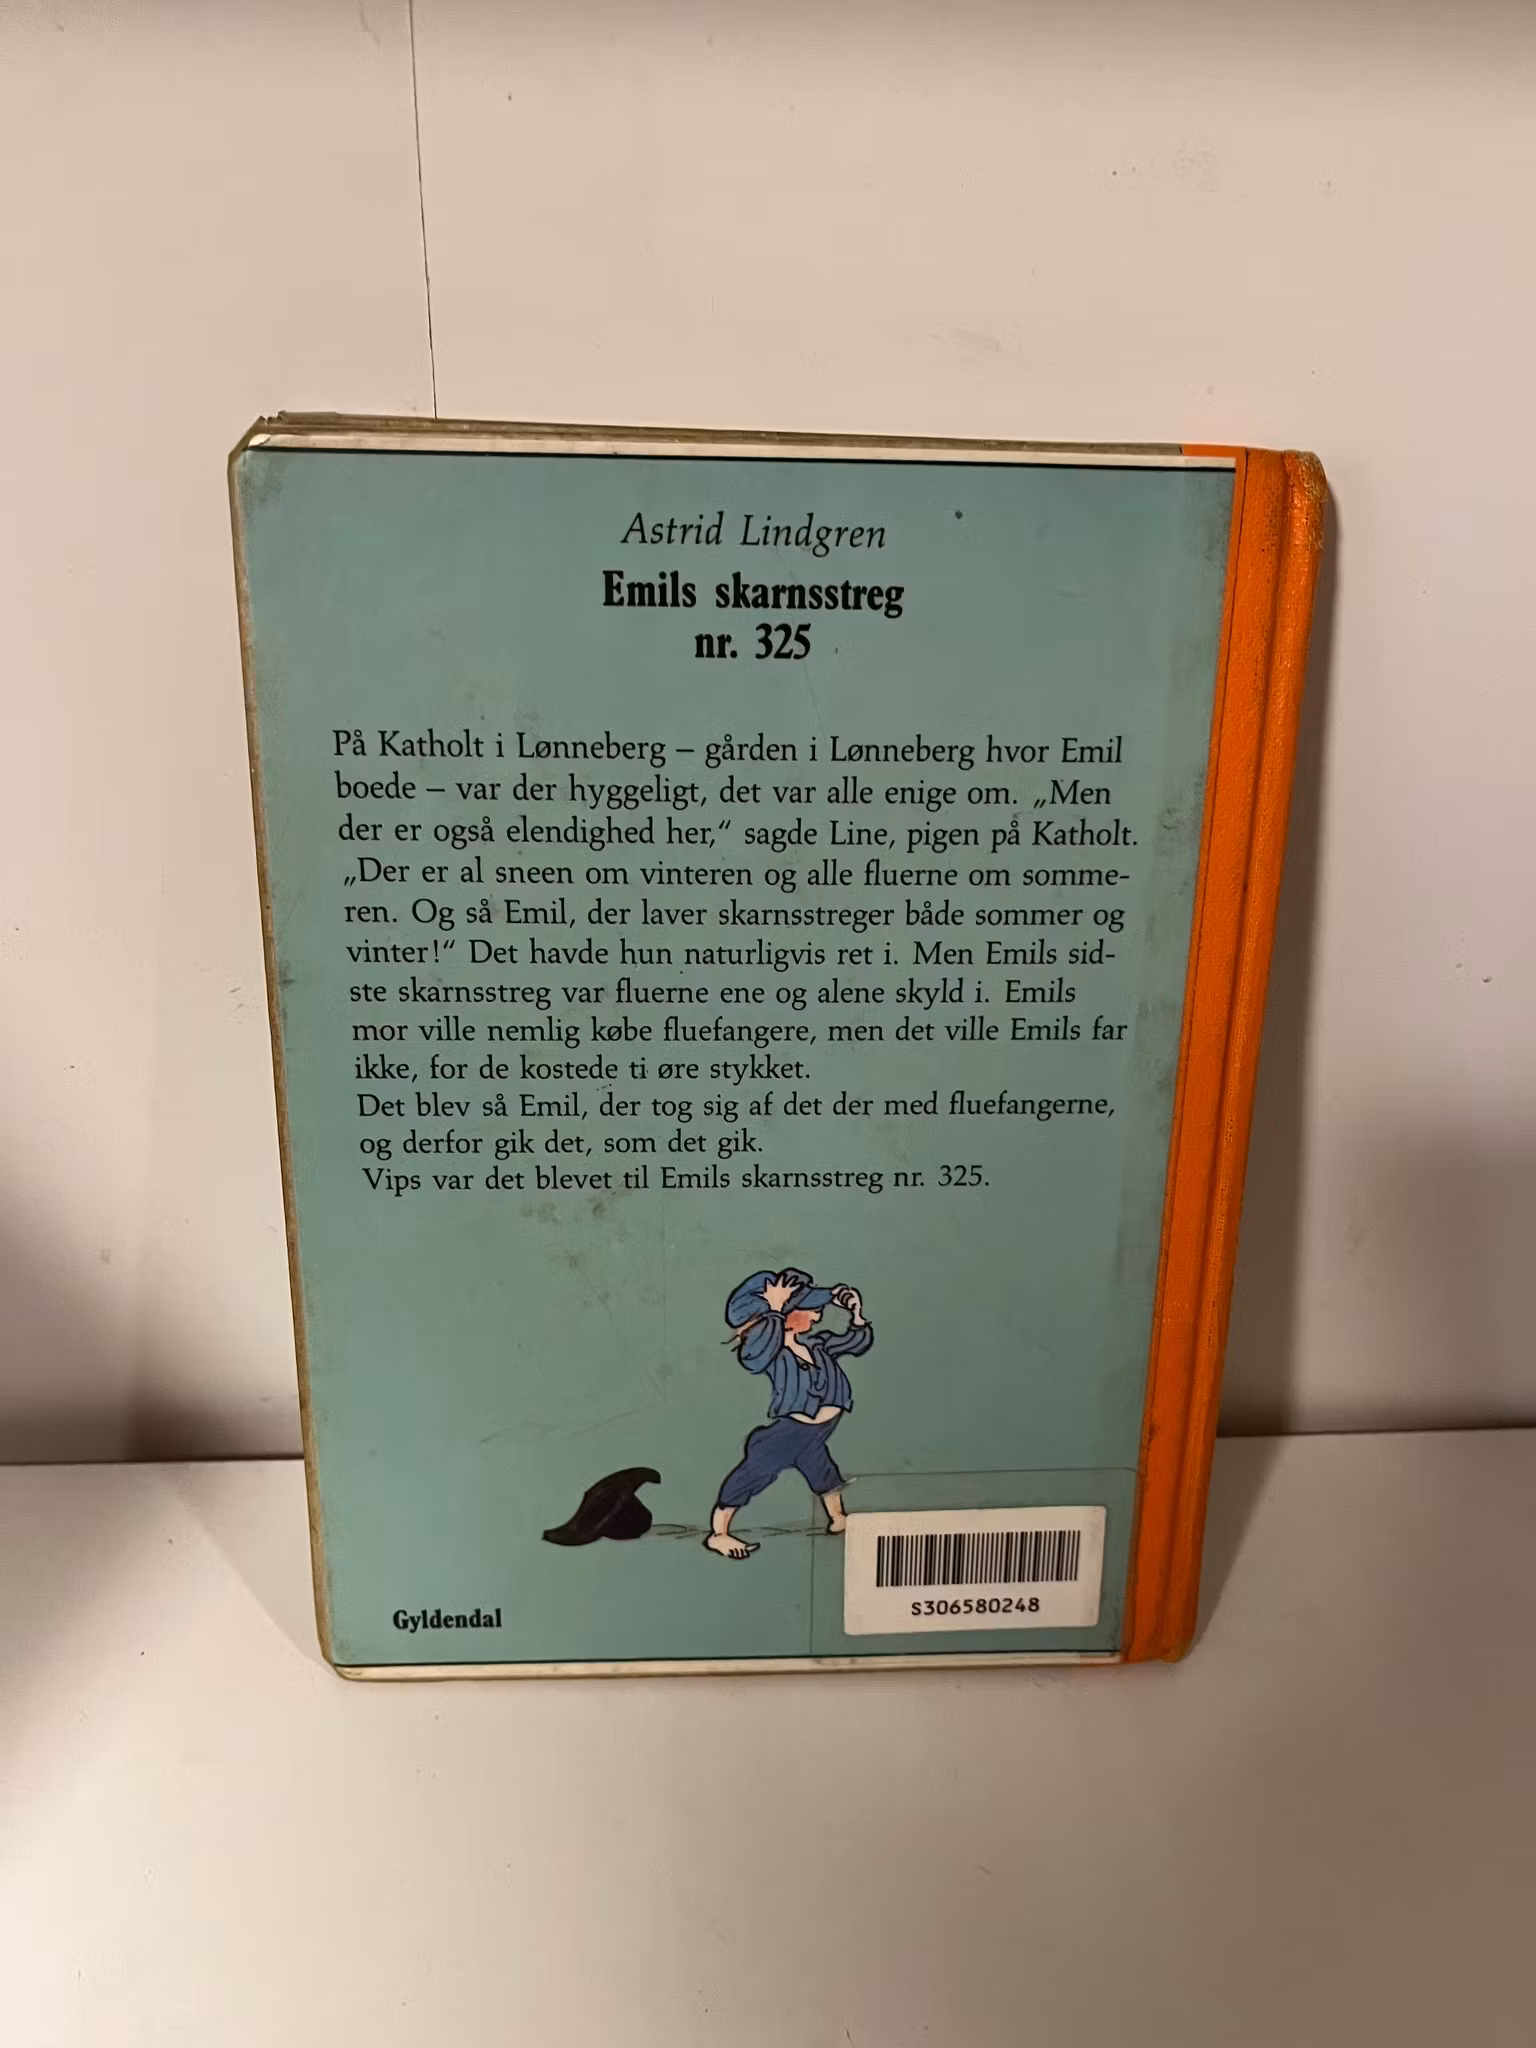 Astrid Lindgren
Emils skarnsstreg
nr. 325
På Katholt i Lønneberg – gården i Lønneberg hvor Emil
boede – var der hyggeligt, det var alle enige om. „Men
der er også elendighed her,“ sagde Line, pigen på Katholt.
„Der er al sneen om vinteren og alle fluerne om somme-
ren. Og så Emil, der laver skarnsstreger både sommer og
vinter!“ Det havde hun naturligvis ret i. Men Emils sid-
ste skarnsstreg var fluerne ene og alene skyld i. Emils
mor ville nemlig købe fluefangere, men det ville Emils far
ikke, for de kostede ti øre stykket.
Det blev så Emil, der tog sig af det der med fluefangerne,
og derfor gik det, som det gik.
Vips var det blevet til Emils skarnsstreg nr. 325.
Gyldendal
S306580248